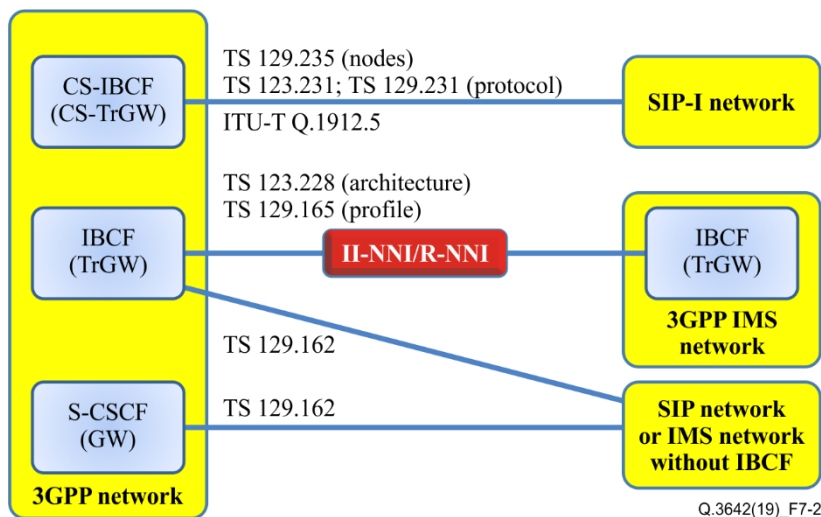 CS-IBCF
(CS-TrGW)
TS 129.235 (nodes)
TS 123.231; TS 129.231 (protocol)
ITU-T Q.1912.5
SIP-I network
TS 123.228 (architecture)
TS 129.165 (profile)
IBCF
(TrGW)
II-NNI/R-NNI
IBCF
(TrGW)
3GPP IMS
network
TS 129.162
S-CSCF
(GW)
TS 129.162
SIP network
or IMS network
without IBCF
3GPP network
Q.3642(19)_F7-2